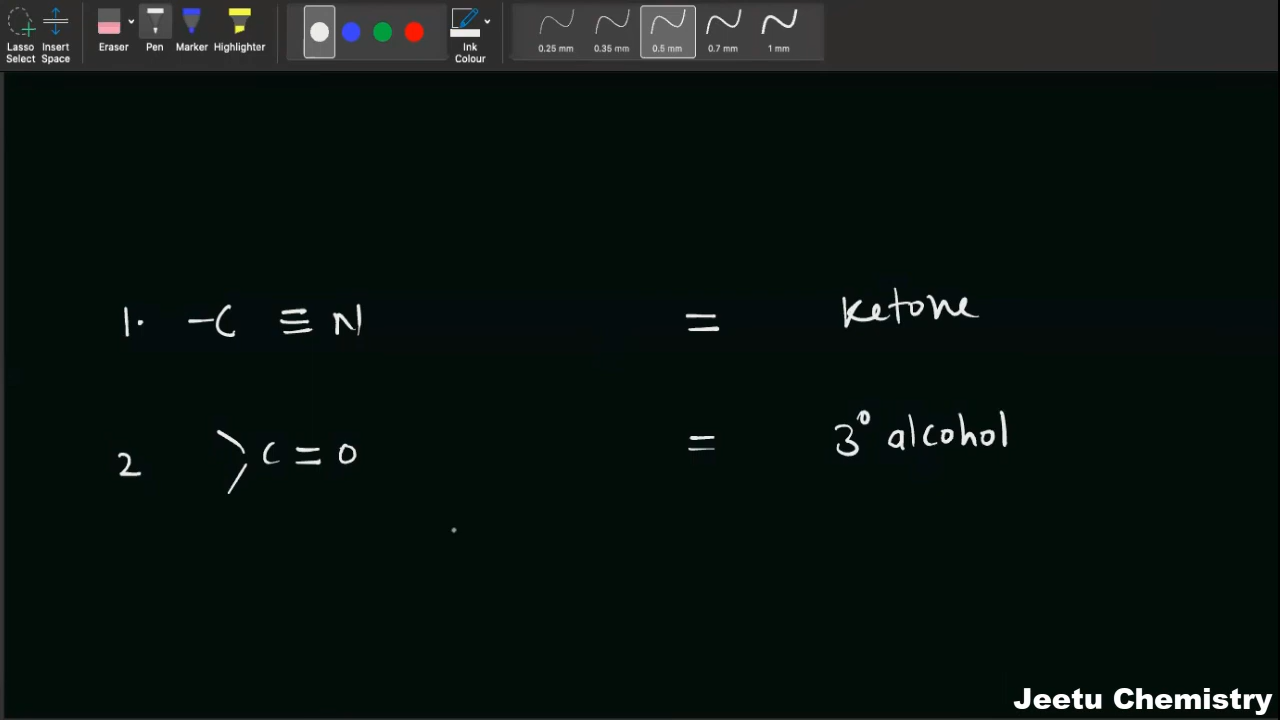 Lasso Select
Insert Space
Eraser
Pen
Marker
Highlighter
Ink Colour
0.25 mm
0.35 mm
0.5 mm
0.7 mm
1 mm
1. -C ≡ N = ketone
2 >C = O = 3° alcohol
Jeetu Chemistry